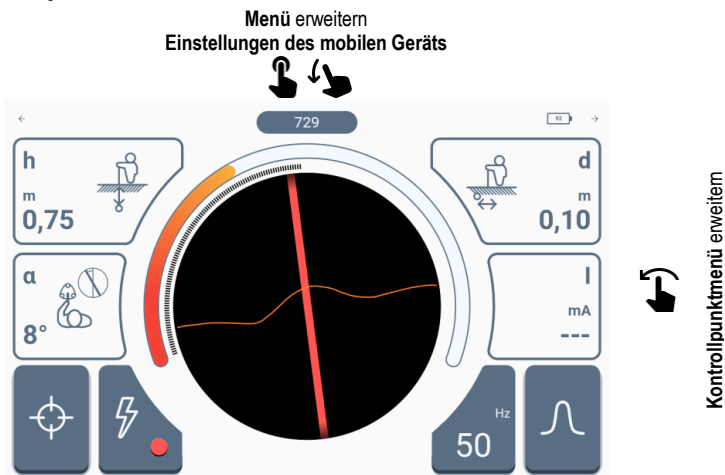 Menü erweitern
Einstellungen des mobilen Geräts
729
h
m
0,75
d
m
0,10
α
8°
I
mA
---
Hz
50
Kontrollpunktmenü erweitern